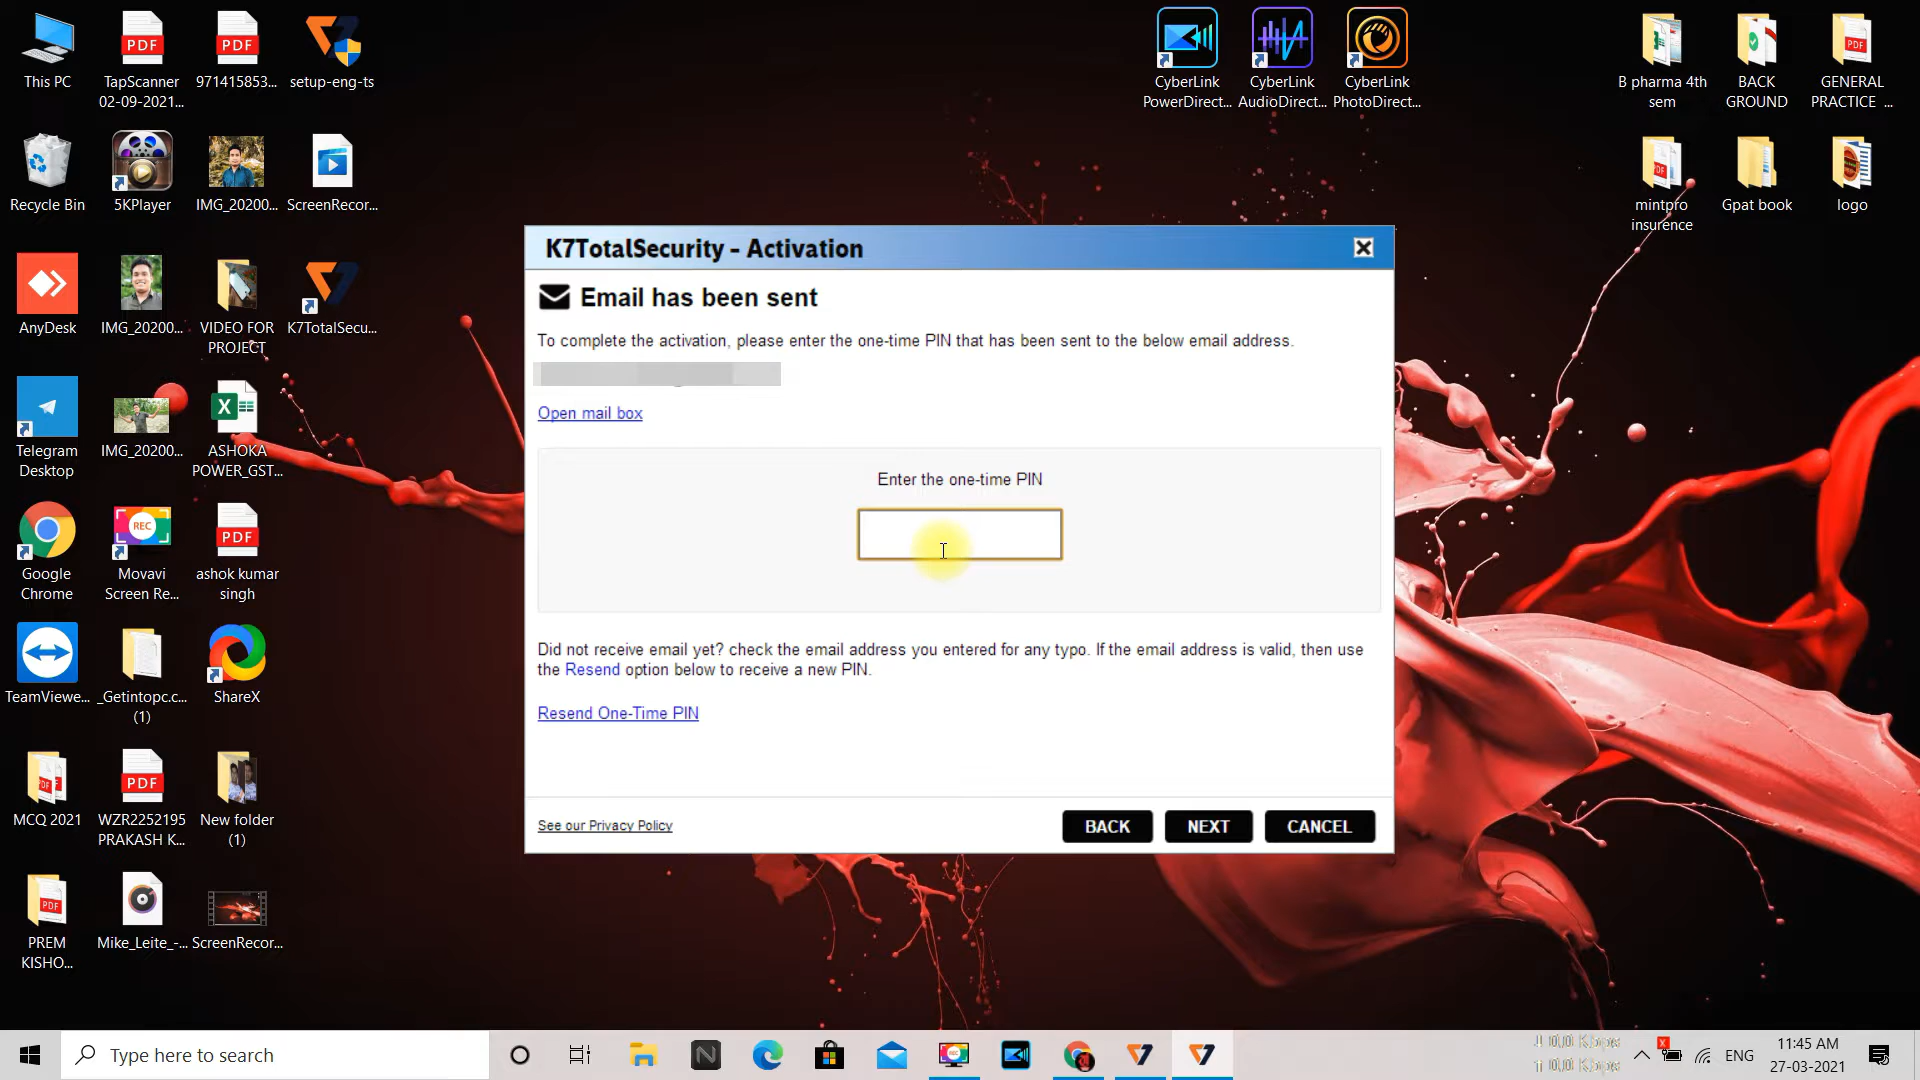 This PC
TapScanner
02-09-2021...
PDF
971415853...
PDF
setup-eng-ts
CyberLink
PowerDirect...
CyberLink
AudioDirect...
CyberLink
PhotoDirect...
B pharma 4th
sem
BACK
GROUND
GENERAL
PRACTICE ...
PDF
Recycle Bin
5KPlayer
IMG_20200...
ScreenRecor...
mintpro
insurence
PDF
Gpat book
logo
AnyDesk
IMG_20200...
VIDEO FOR
PROJECT
K7TotalSecu...
Telegram
Desktop
IMG_20200...
ASHOKA
POWER_GST...
Google
Chrome
REC
Movavi
Screen Re...
PDF
ashok kumar
singh
TeamViewe...
_Getintopc.c...
(1)
ShareX
MCQ 2021
PDF
WZR2252195
PRAKASH K...
New folder
(1)
PDF
PREM
KISHO...
Mike_Leite_-...
ScreenRecor...
K7TotalSecurity - Activation
Email has been sent
To complete the activation, please enter the one-time PIN that has been sent to the below email address.
Open mail box
Enter the one-time PIN
Did not receive email yet? check the email address you entered for any typo. If the email address is valid, then use
the Resend option below to receive a new PIN.
Resend One-Time PIN
See our Privacy Policy
BACK
NEXT
CANCEL
Type here to search
ENG
11:45 AM
27-03-2021